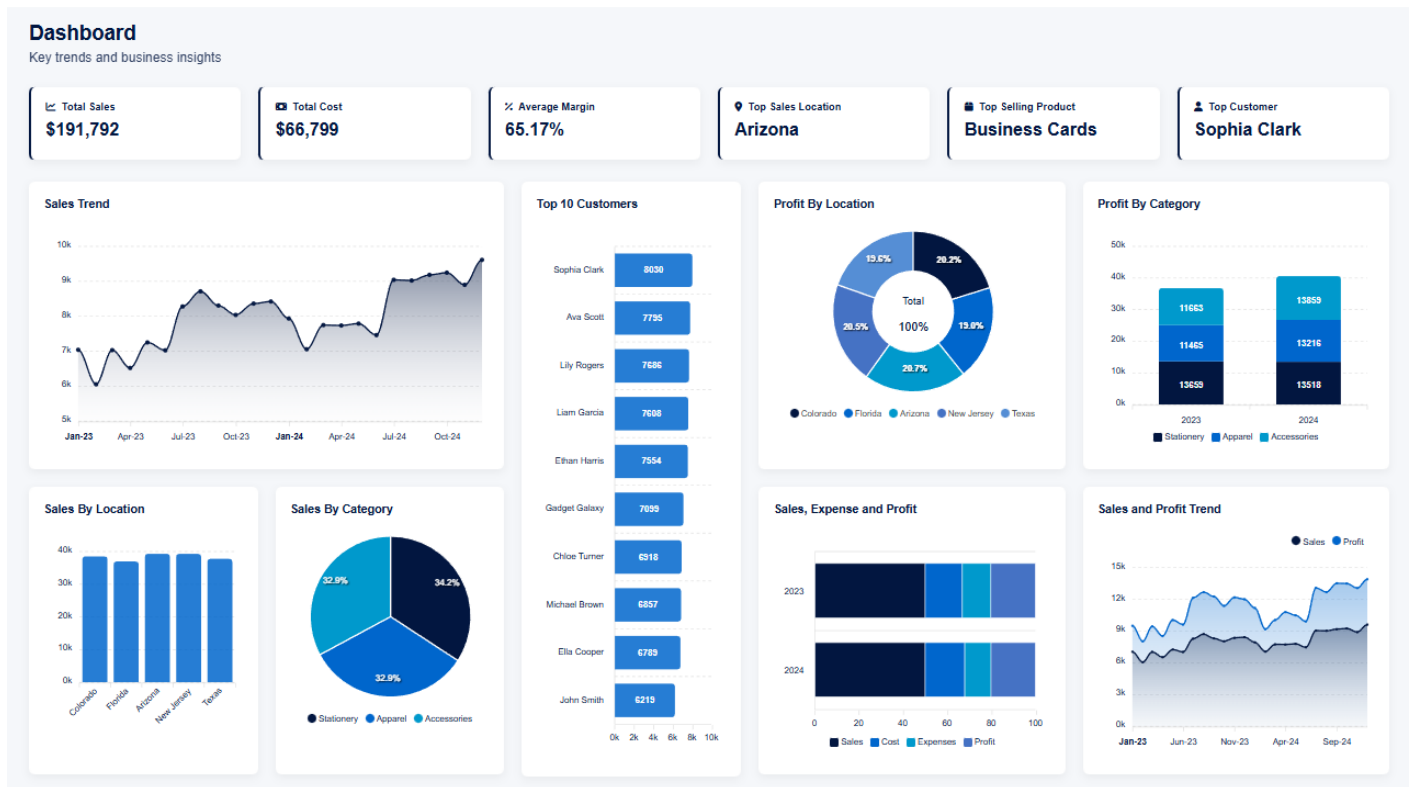 Dashboard
Key trends and business insights
Total Sales
$191,792
Total Cost
$66,799
Average Margin
65.17%
Top Sales Location
Arizona
Top Selling Product
Business Cards
Top Customer
Sophia Clark
Sales Trend
10k
9k
8k
7k
6k
5k
Jan-23 Apr-23 Jul-23 Oct-23 Jan-24 Apr-24 Jul-24 Oct-24
Top 10 Customers
Sophia Clark 8030
Ava Scott 7795
Lily Rogers 7686
Liam Garcia 7608
Ethan Harris 7554
Gadget Galaxy 7099
Chloe Turner 6918
Michael Brown 6857
Ella Cooper 6789
John Smith 6219
0k 2k 4k 6k 8k 10k
Profit By Location
19.6% 20.2%
Total
100%
20.5% 19.0%
20.7%
Colorado Florida Arizona New Jersey Texas
Profit By Category
50k
40k
30k
20k
10k
0k
11663 13859
11465 13216
13659 13518
2023 2024
Stationery Apparel Accessories
Sales By Location
40k
30k
20k
10k
0k
Colorado Florida Arizona New Jersey Texas
Sales By Category
32.9% 34.2%
32.9%
Stationery Apparel Accessories
Sales, Expense and Profit
2023
2024
0 20 40 60 80 100
Sales Cost Expenses Profit
Sales and Profit Trend
Sales Profit
15k
12k
9k
6k
3k
0k
Jan-23 Jun-23 Nov-23 Apr-24 Sep-24